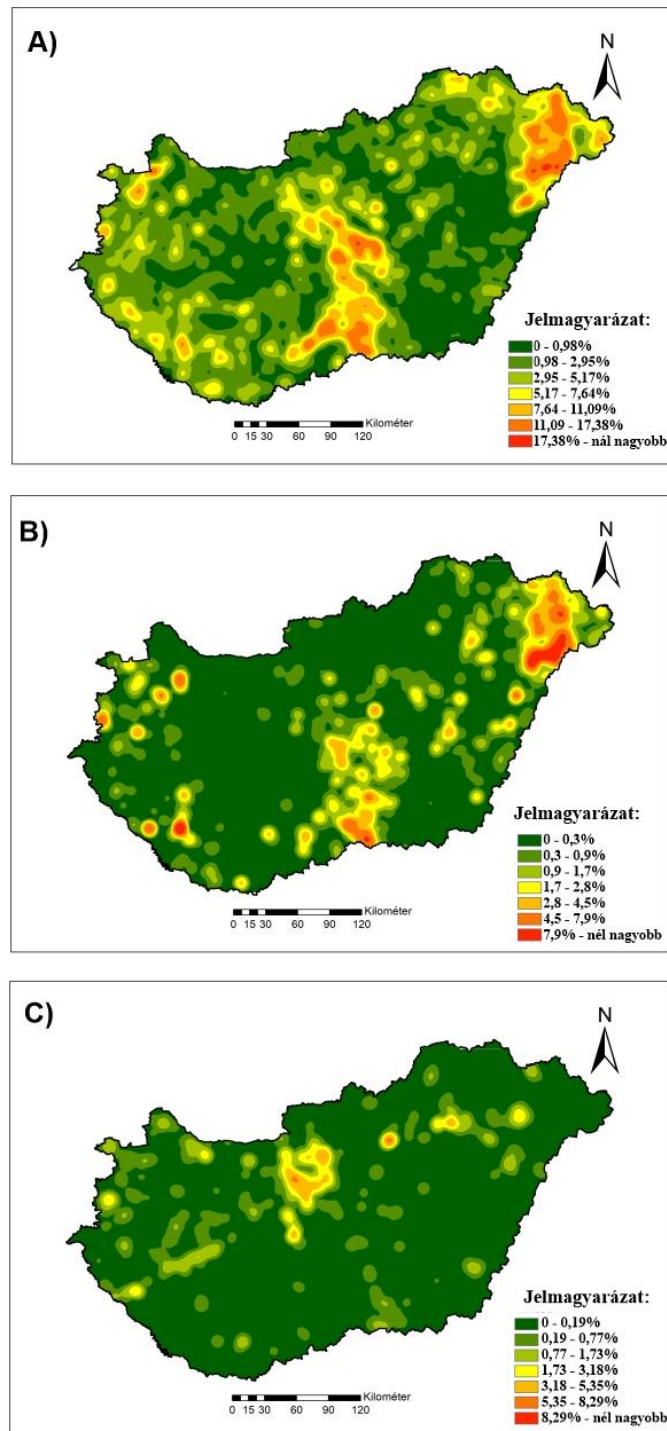 A)
N
Jelmagyarázat:
0 - 0,98%
0,98 - 2,95%
2,95 - 5,17%
5,17 - 7,64%
7,64 - 11,09%
11,09 - 17,38%
17,38% - nál nagyobb
Kilométer
0 15 30 60 90 120
B)
N
Jelmagyarázat:
0 - 0,3%
0,3 - 0,9%
0,9 - 1,7%
1,7 - 2,8%
2,8 - 4,5%
4,5 - 7,9%
7,9% - nél nagyobb
Kilométer
0 15 30 60 90 120
C)
N
Jelmagyarázat:
0 - 0,19%
0,19 - 0,77%
0,77 - 1,73%
1,73 - 3,18%
3,18 - 5,35%
5,35 - 8,29%
8,29% - nél nagyobb
Kilométer
0 15 30 60 90 120